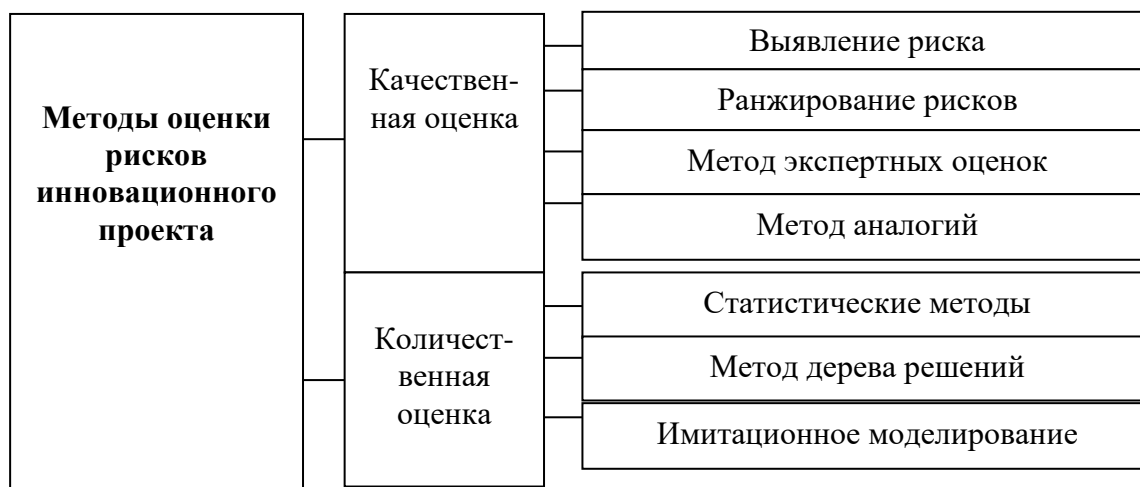 Методы оценки
рисков
инновационного
проекта
Качествен-
ная оценка
Выявление риска
Ранжирование рисков
Метод экспертных оценок
Метод аналогий
Количест-
венная
оценка
Статистические методы
Метод дерева решений
Имитационное моделирование